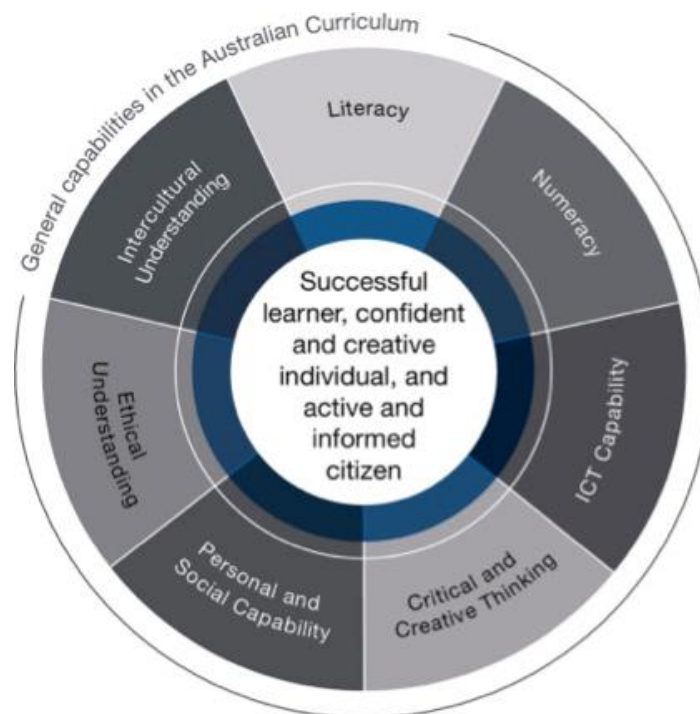 General capabilities in the Australian Curriculum
Literacy
Numeracy
ICT Capability
Critical and
Creative Thinking
Personal and
Social Capability
Ethical
Understanding
Intercultural
Understanding
Successful
learner, confident
and creative
individual, and
active and
informed
citizen